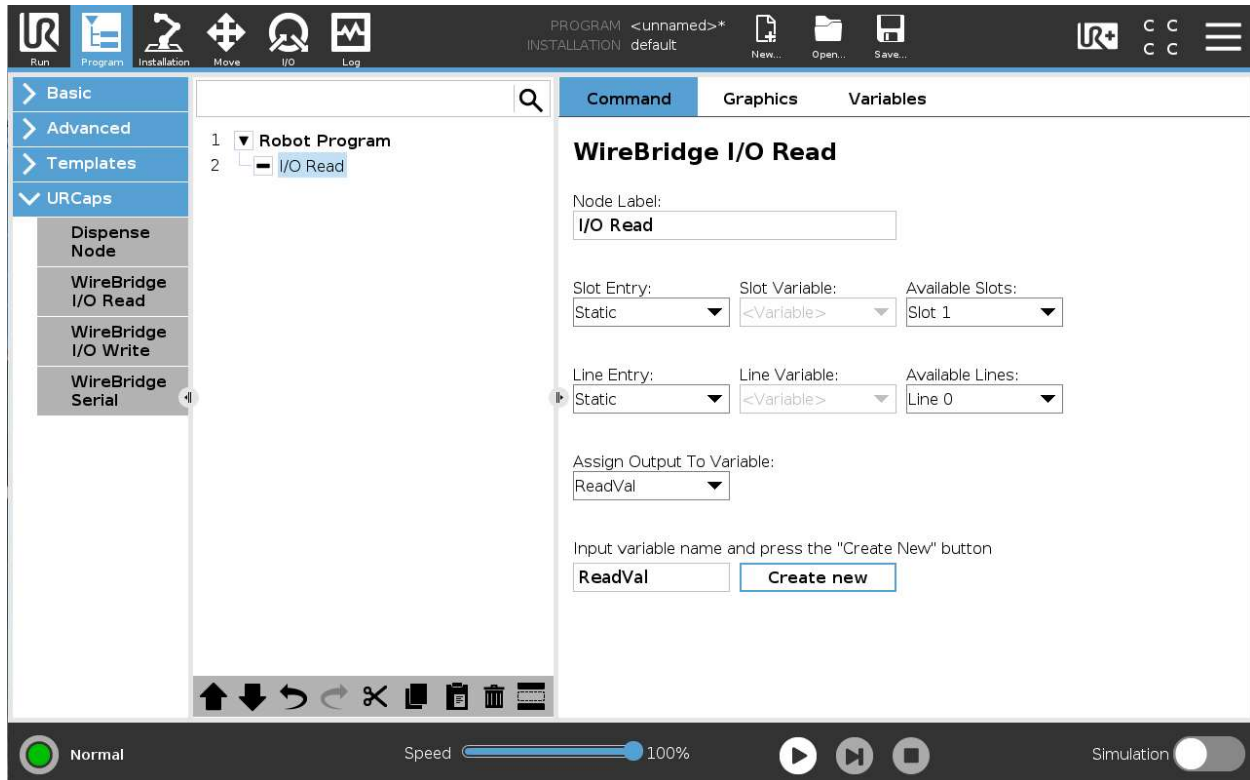 UR
Run
Program
Installation
Move
I/O
Log
PROGRAM <unnamed>*
INSTALLATION default
New...
Open...
Save...
UR+
C C
C C
Basic
Advanced
Templates
URCaps
Dispense
Node
WireBridge
I/O Read
WireBridge
I/O Write
WireBridge
Serial
1 Robot Program
2 I/O Read
Command Graphics Variables
WireBridge I/O Read
Node Label:
I/O Read
Slot Entry: Slot Variable: Available Slots:
Static <Variable> Slot 1
Line Entry: Line Variable: Available Lines:
Static <Variable> Line 0
Assign Output To Variable:
ReadVal
Input variable name and press the "Create New" button
ReadVal Create new
Normal
Speed 100%
Simulation